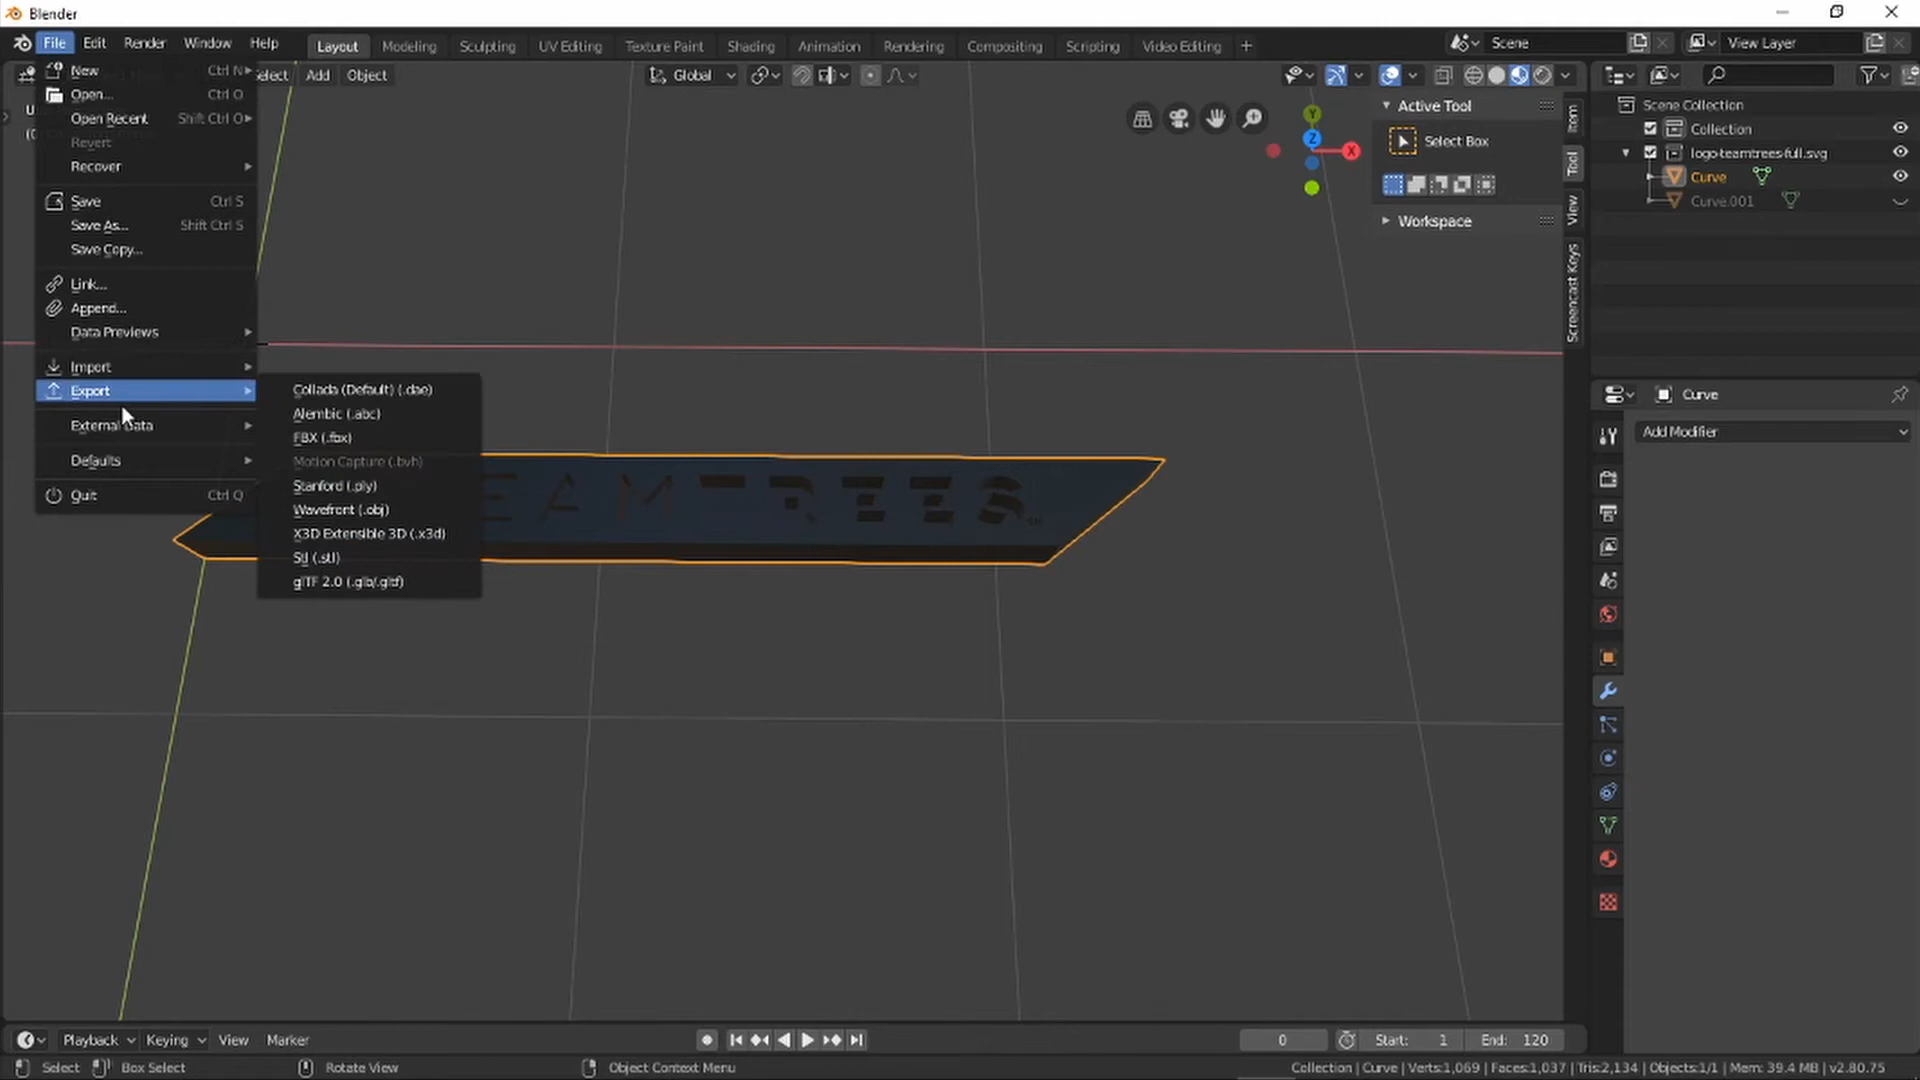 Blender
File Edit Render Window Help Layout Modeling Sculpting UV Editing Texture Paint Shading Animation Rendering Compositing Scripting Video Editing + Scene View Layer
New Ctrl N
Open... Ctrl O
Open Recent Shift Ctrl O
Revert
Recover
Save Ctrl S
Save As... Shift Ctrl S
Save Copy...
Link...
Append...
Data Previews
Import
Export
External Data
Defaults
Quit Ctrl Q
Collada (Default) (.dae)
Alembic (.abc)
FBX (.fbx)
Motion Capture (.bvh)
Stanford (.ply)
Wavefront (.obj)
X3D Extensible 3D (.x3d)
Stl (.stl)
glTF 2.0 (.glb/.gltf)
elect Add Object Global
EAMTREES
Y
Z
X
Active Tool
Select Box
Workspace
Item
Tool
View
Screencast Keys
Scene Collection
Collection
logo-teamtrees-full.svg
Curve
Curve.001
Curve
Add Modifier
Playback Keying View Marker 0 Start: 1 End: 120
Select Box Select Rotate View Object Context Menu Collection | Curve | Verts:1,069 | Faces:1,037 | Tris:2,134 | Objects:1/1 | Mem: 39.4 MB | v2.80.75